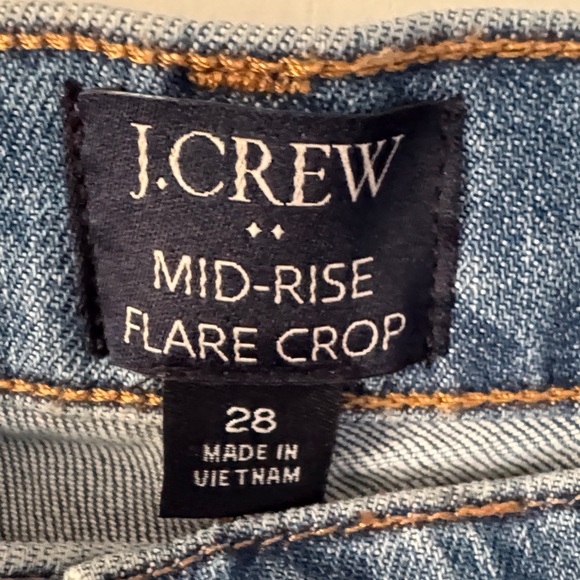 J.CREW
MID-RISE
FLARE CROP
28
MADE IN
VIETNAM